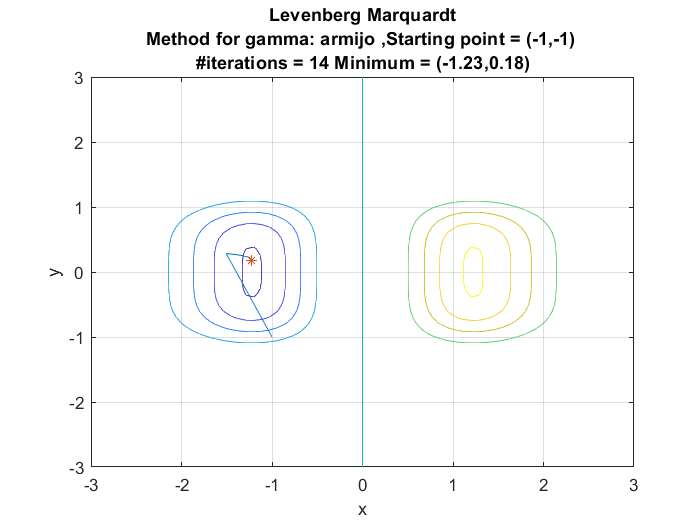 Levenberg Marquardt
Method for gamma: armijo ,Starting point = (-1,-1)
#iterations = 14 Minimum = (-1.23,0.18)
3
2
1
0
-1
-2
-3
y
-3 -2 -1 0 1 2 3
x